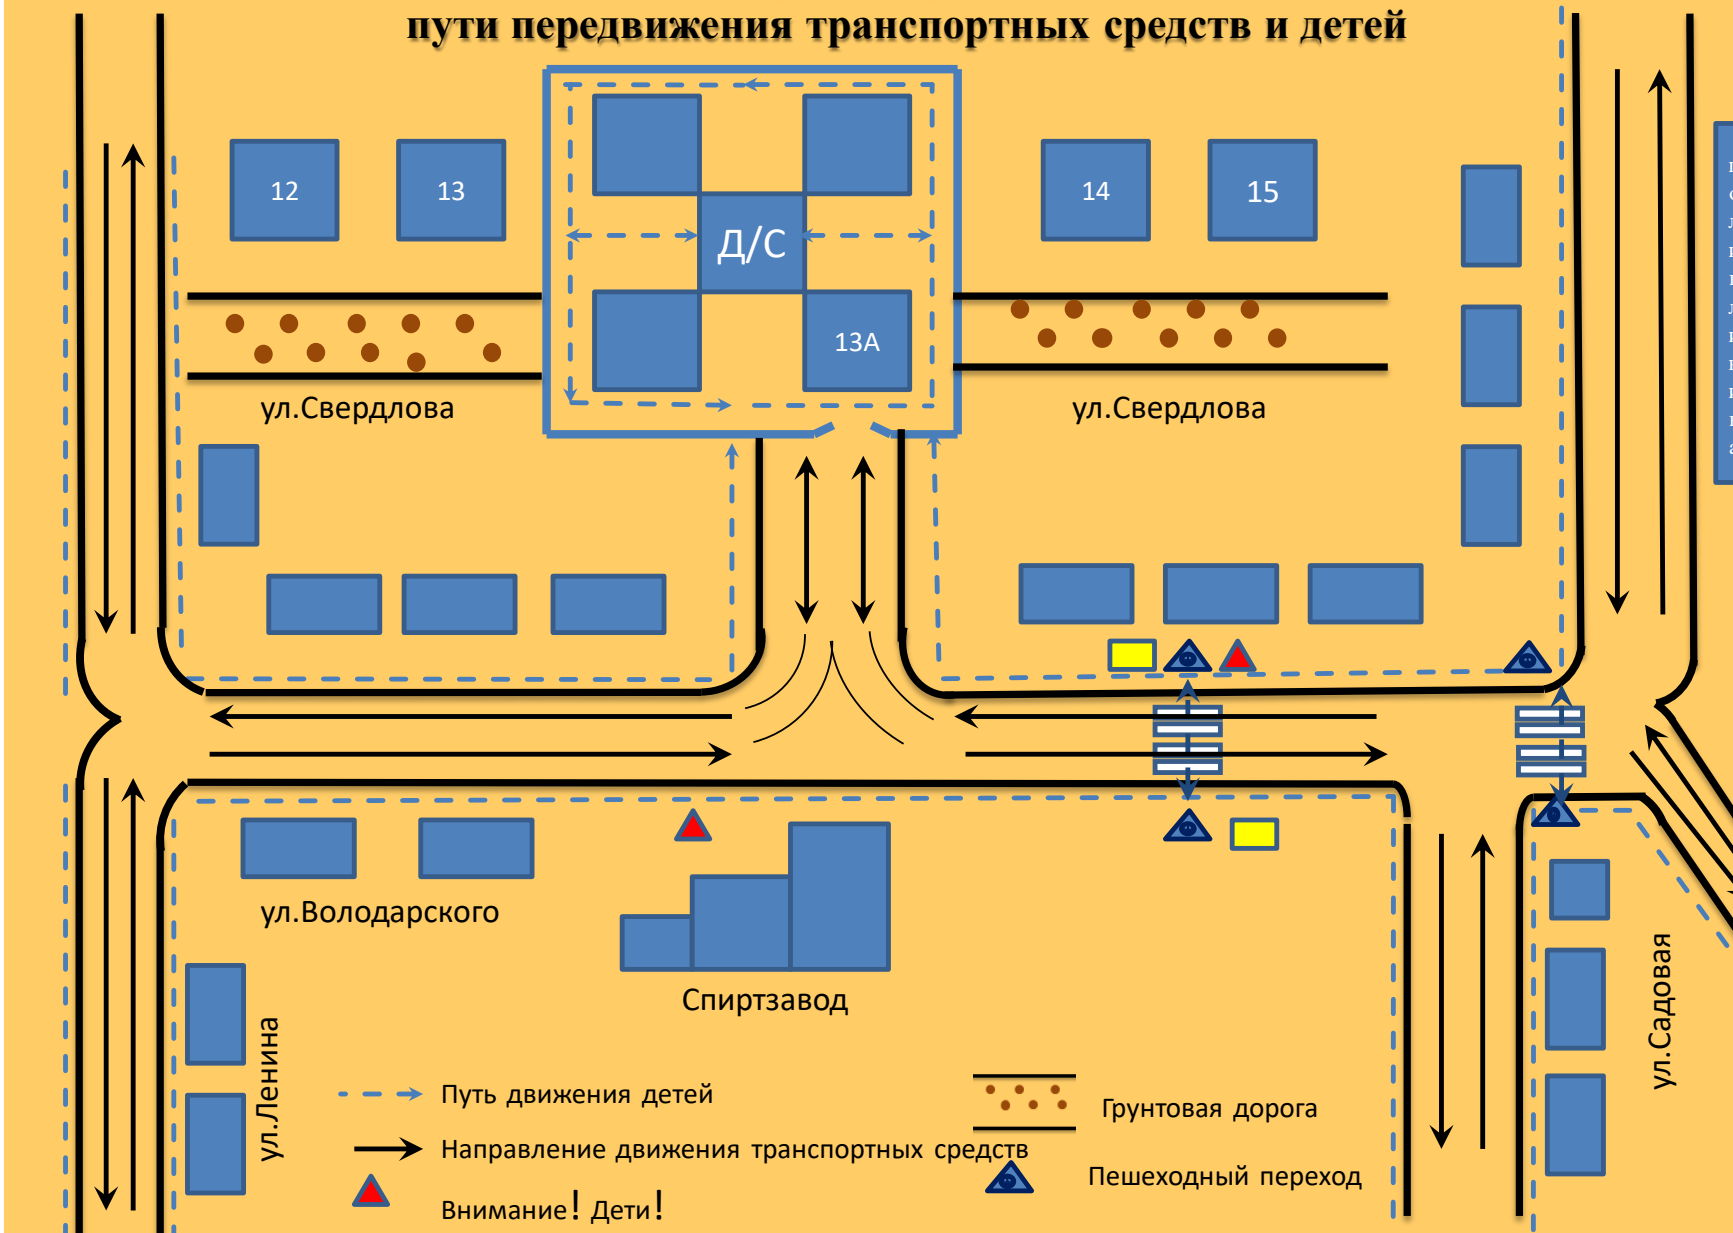 пути передвижения транспортных средств и детей
12
13
Д/С
13А
14
15
ул.Свердлова
ул.Свердлова
ул.Володарского
Спиртзавод
ул.Ленина
ул.Садовая
Путь движения детей
Направление движения транспортных средств
Внимание! Дети!
Грунтовая дорога
Пешеходный переход